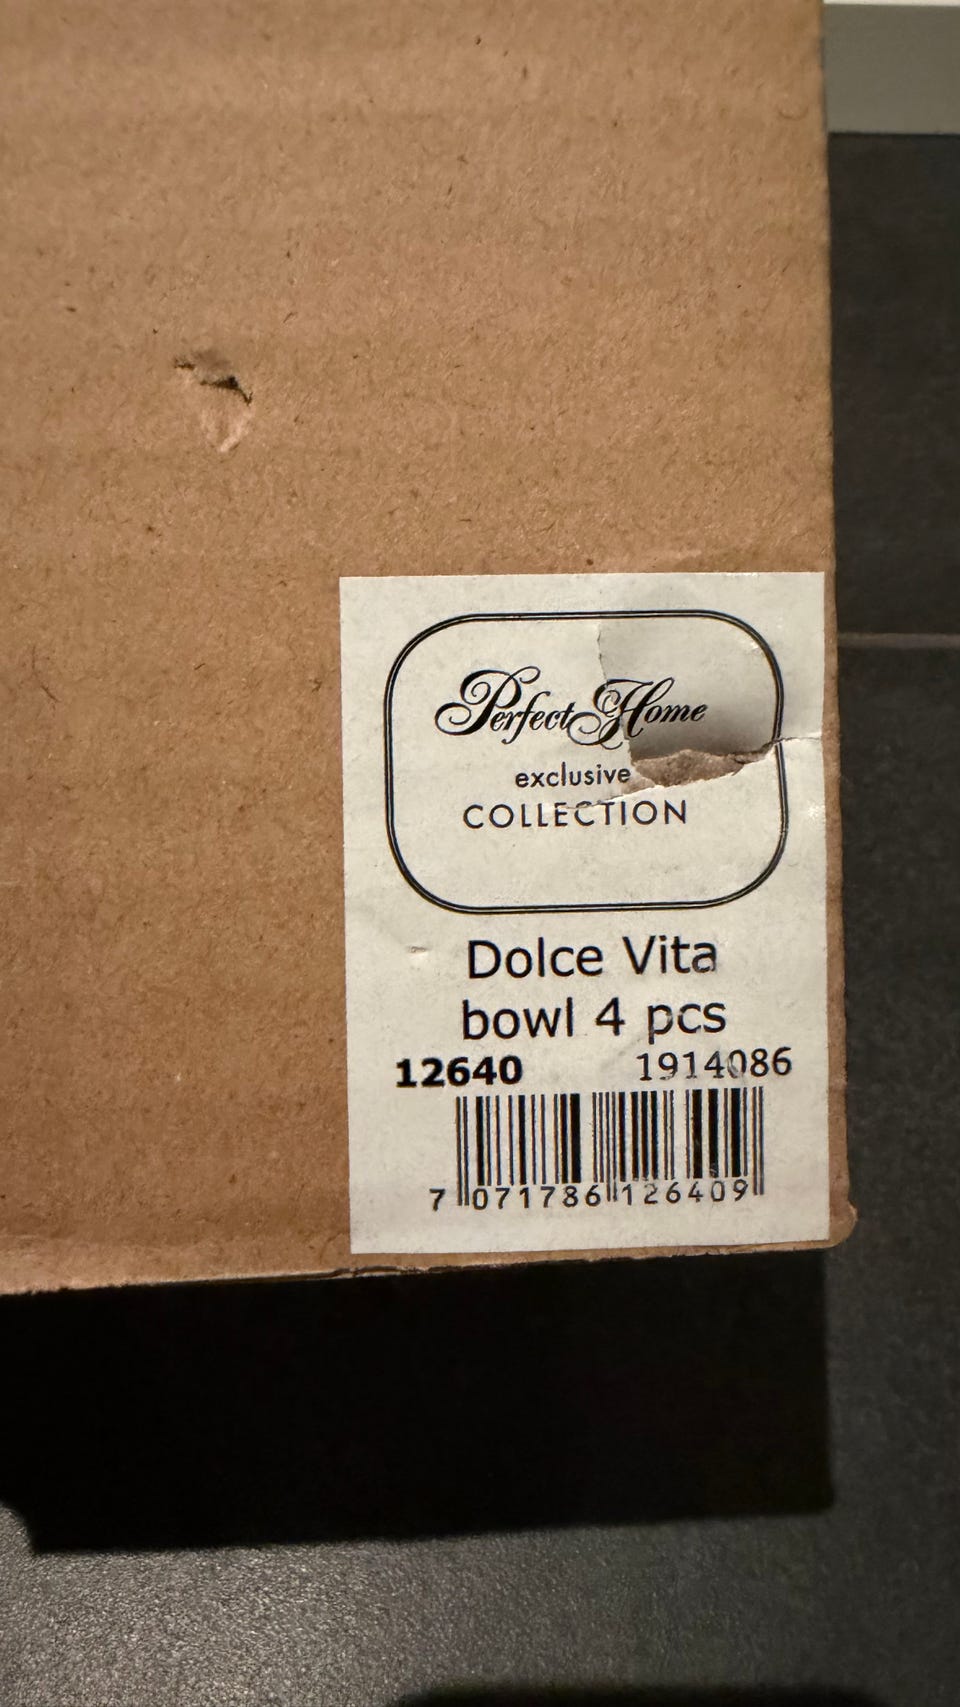 Perfect Home
exclusive
COLLECTION
Dolce Vita
bowl 4 pcs
12640 1914086
7 071786 126409